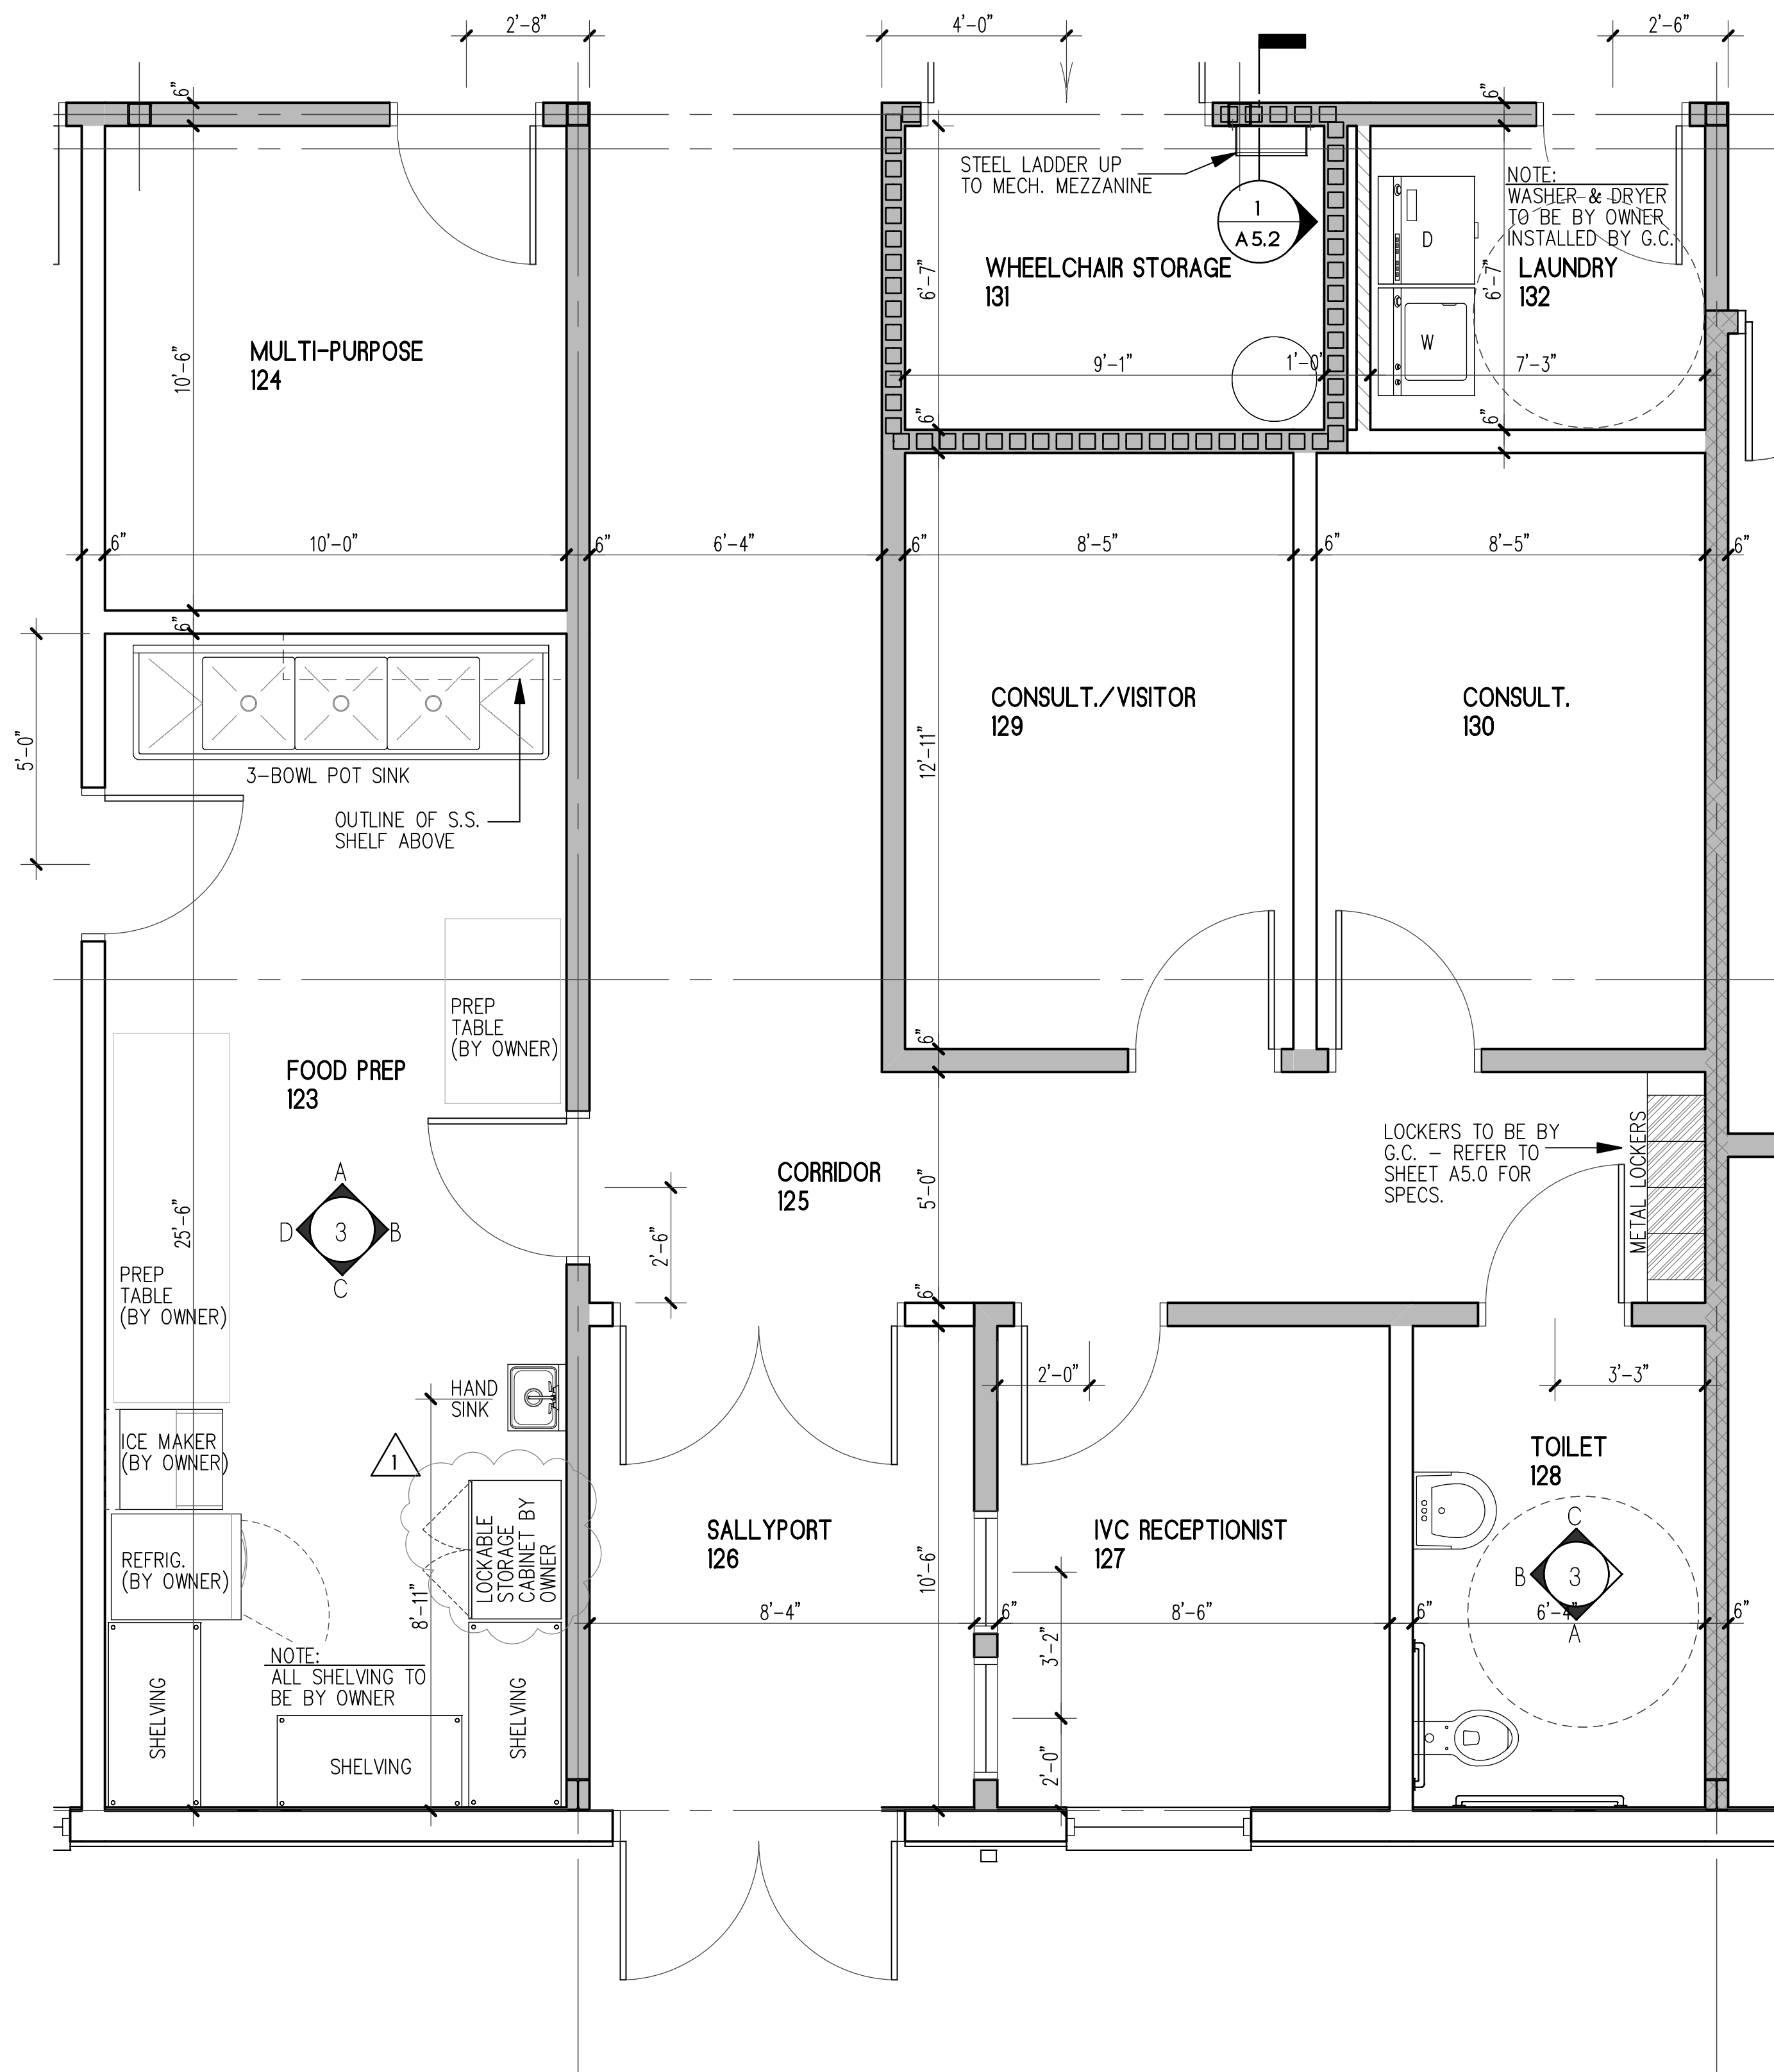 2'-8"
4'-0"
2'-6"
6"
6"
STEEL LADDER UP
TO MECH. MEZZANINE
1
A5.2
NOTE:
WASHER & DRYER
TO BE BY OWNER
INSTALLED BY G.C.
D
W
6'-7"
WHEELCHAIR STORAGE
131
6'-7"
LAUNDRY
132
MULTI-PURPOSE
124
10'-6"
9'-1"
1'-0"
7'-3"
6"
6"
6"
10'-0"
6"
6'-4"
6"
8'-5"
6"
8'-5"
6"
6"
5'-0"
3-BOWL POT SINK
OUTLINE OF S.S.
SHELF ABOVE
CONSULT./VISITOR
129
CONSULT.
130
12'-11"
PREP
TABLE
(BY OWNER)
6"
FOOD PREP
123
A
D
3
B
C
25'-6"
PREP
TABLE
(BY OWNER)
CORRIDOR
125
2'-6"
5'-0"
6"
LOCKERS TO BE BY
G.C. – REFER TO
SHEET A5.0 FOR
SPECS.
METAL LOCKERS
HAND
SINK
2'-0"
3'-3"
ICE MAKER
(BY OWNER)
1
REFRIG.
(BY OWNER)
LOCKABLE
STORAGE
CABINET BY
OWNER
8'-11"
SALLYPORT
126
IVC RECEPTIONIST
127
TOILET
128
C
B
3
A
10'-6"
8'-4"
6"
8'-6"
6"
6'-4"
6"
3'-2"
2'-0"
NOTE:
ALL SHELVING TO
BE BY OWNER
SHELVING
SHELVING
SHELVING